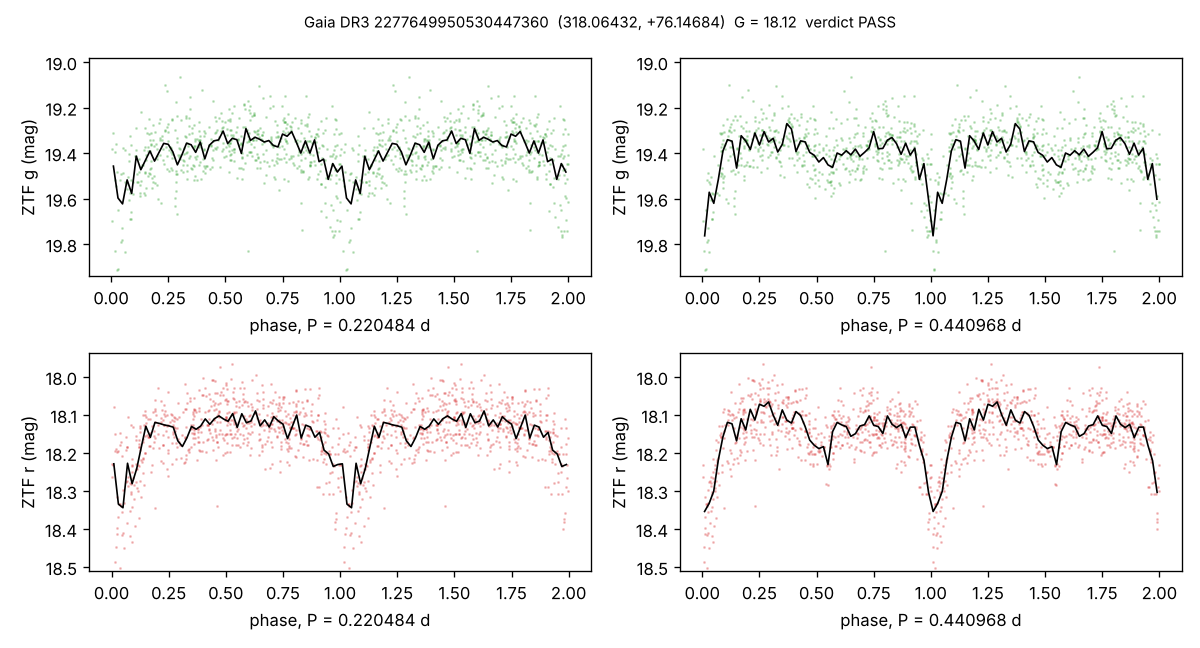 Gaia DR3 2277649950530447360  (318.06432, +76.14684)  G = 18.12  verdict PASS
19.0
19.2
19.4
19.6
19.8
ZTF g (mag)
0.00 0.25 0.50 0.75 1.00 1.25 1.50 1.75 2.00
phase, P = 0.220484 d
19.0
19.2
19.4
19.6
19.8
ZTF g (mag)
0.00 0.25 0.50 0.75 1.00 1.25 1.50 1.75 2.00
phase, P = 0.440968 d
18.0
18.1
18.2
18.3
18.4
18.5
ZTF r (mag)
0.00 0.25 0.50 0.75 1.00 1.25 1.50 1.75 2.00
phase, P = 0.220484 d
18.0
18.1
18.2
18.3
18.4
18.5
ZTF r (mag)
0.00 0.25 0.50 0.75 1.00 1.25 1.50 1.75 2.00
phase, P = 0.440968 d